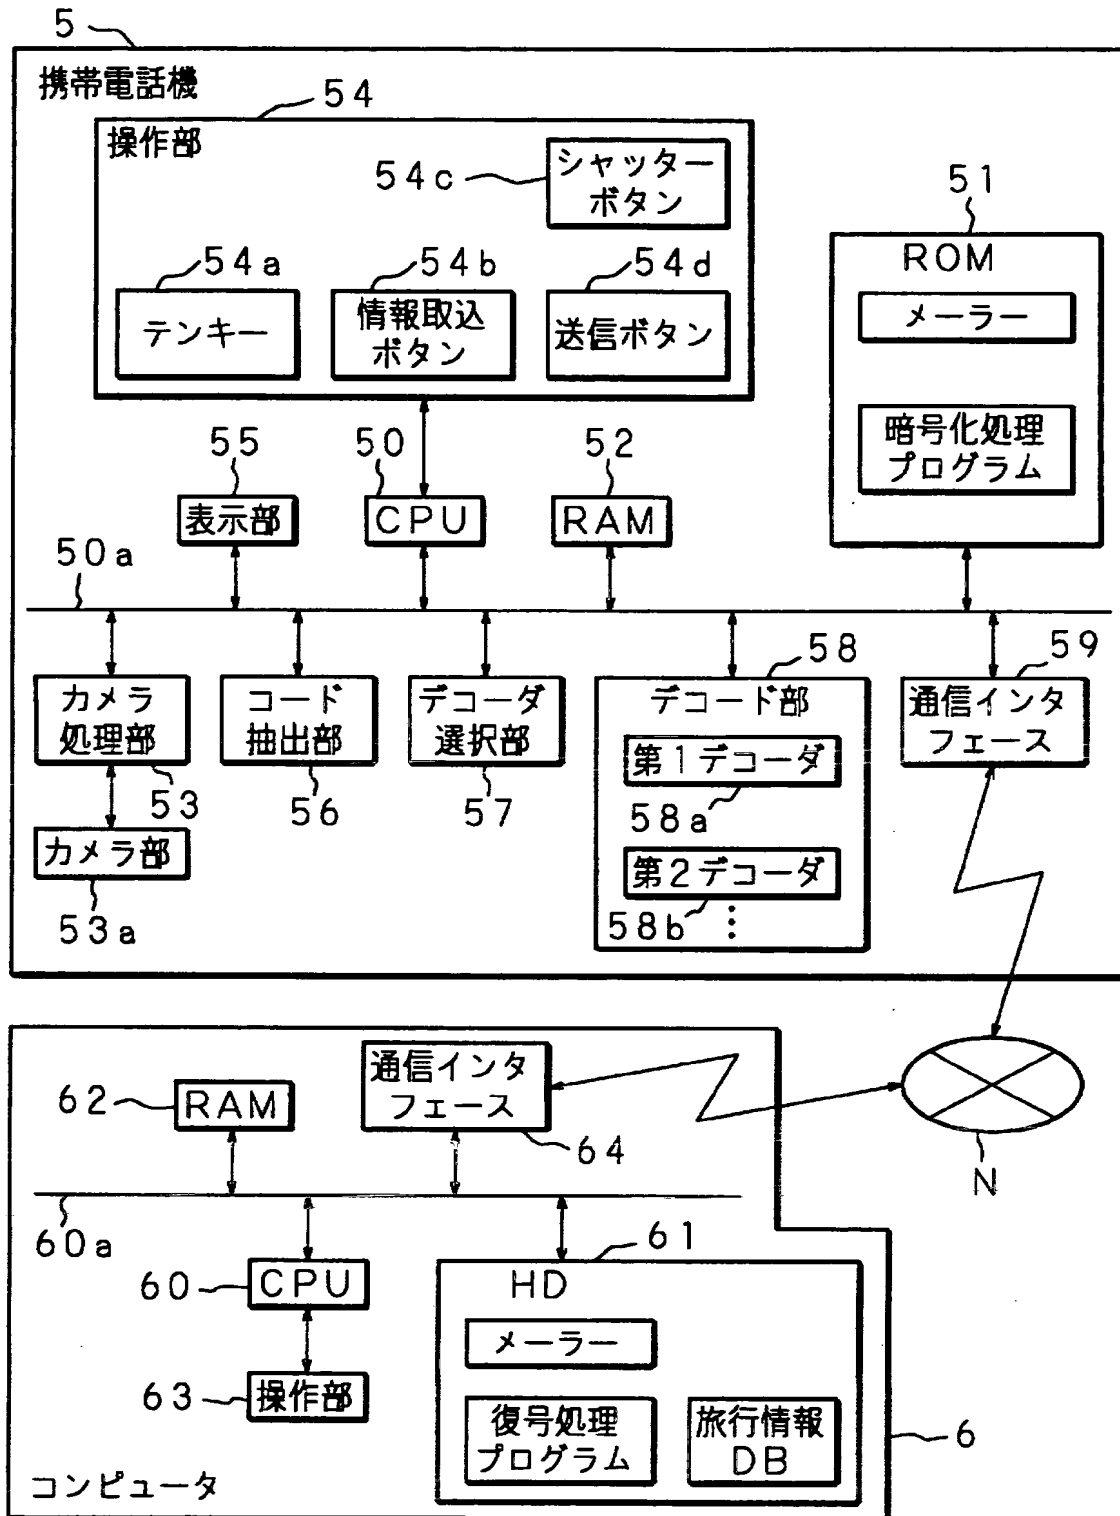 5
携帯電話機
54
操作部
54c
シャッター
ボタン
51
54a
54b
54d
ROM
テンキー
情報取込
ボタン
送信ボタン
メーラー
暗号化処理
プログラム
55
50
52
表示部
CPU
RAM
50a
58
59
カメラ
処理部
コード
抽出部
デコーダ
選択部
デコード部
通信インタ
フェース
53
56
57
第1デコーダ
58a
カメラ部
第2デコーダ
53a
58b
⋮
通信インタ
フェース
62
RAM
64
N
60a
61
60
CPU
HD
メーラー
63
操作部
復号処理
プログラム
旅行情報
DB
6
コンピュータ